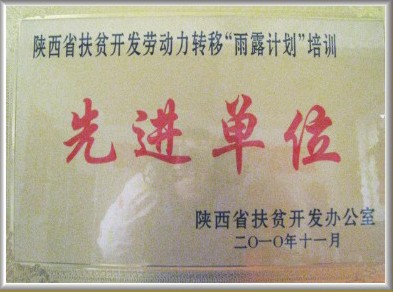 陕西省扶贫开发劳动力转移“雨露计划”培训
先进单位
陕西省扶贫开发办公室
二〇一〇年十一月